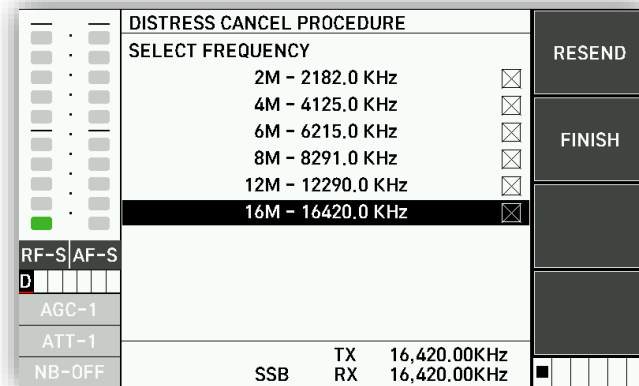 DISTRESS CANCEL PROCEDURE
SELECT FREQUENCY
2M - 2182.0 KHz
4M - 4125.0 KHz
6M - 6215.0 KHz
8M - 8291.0 KHz
12M - 12290.0 KHz
16M - 16420.0 KHz
RESEND
FINISH
RF-S AF-S
D
AGC-1
ATT-1
NB-OFF
TX 16,420.00KHz
SSB RX 16,420.00KHz